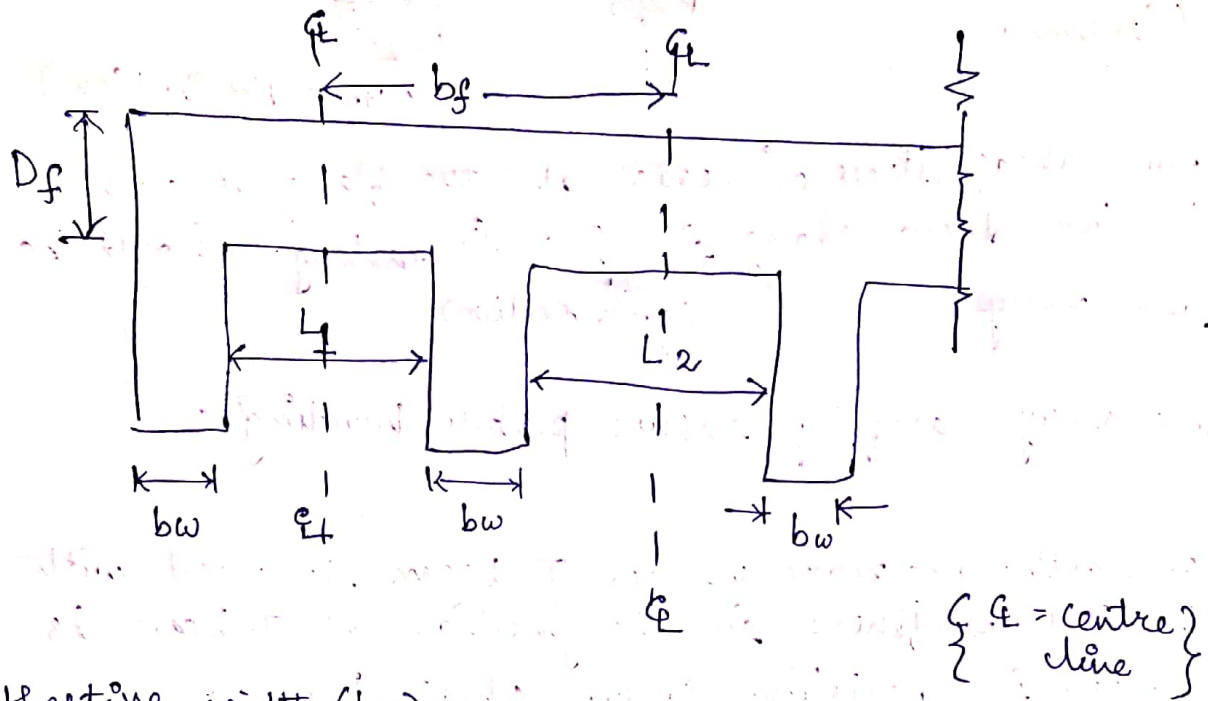 ℄ ℄
bf
Df
L1
L2
bw ℄ bw bw
℄
{ ℄ = centre
line }